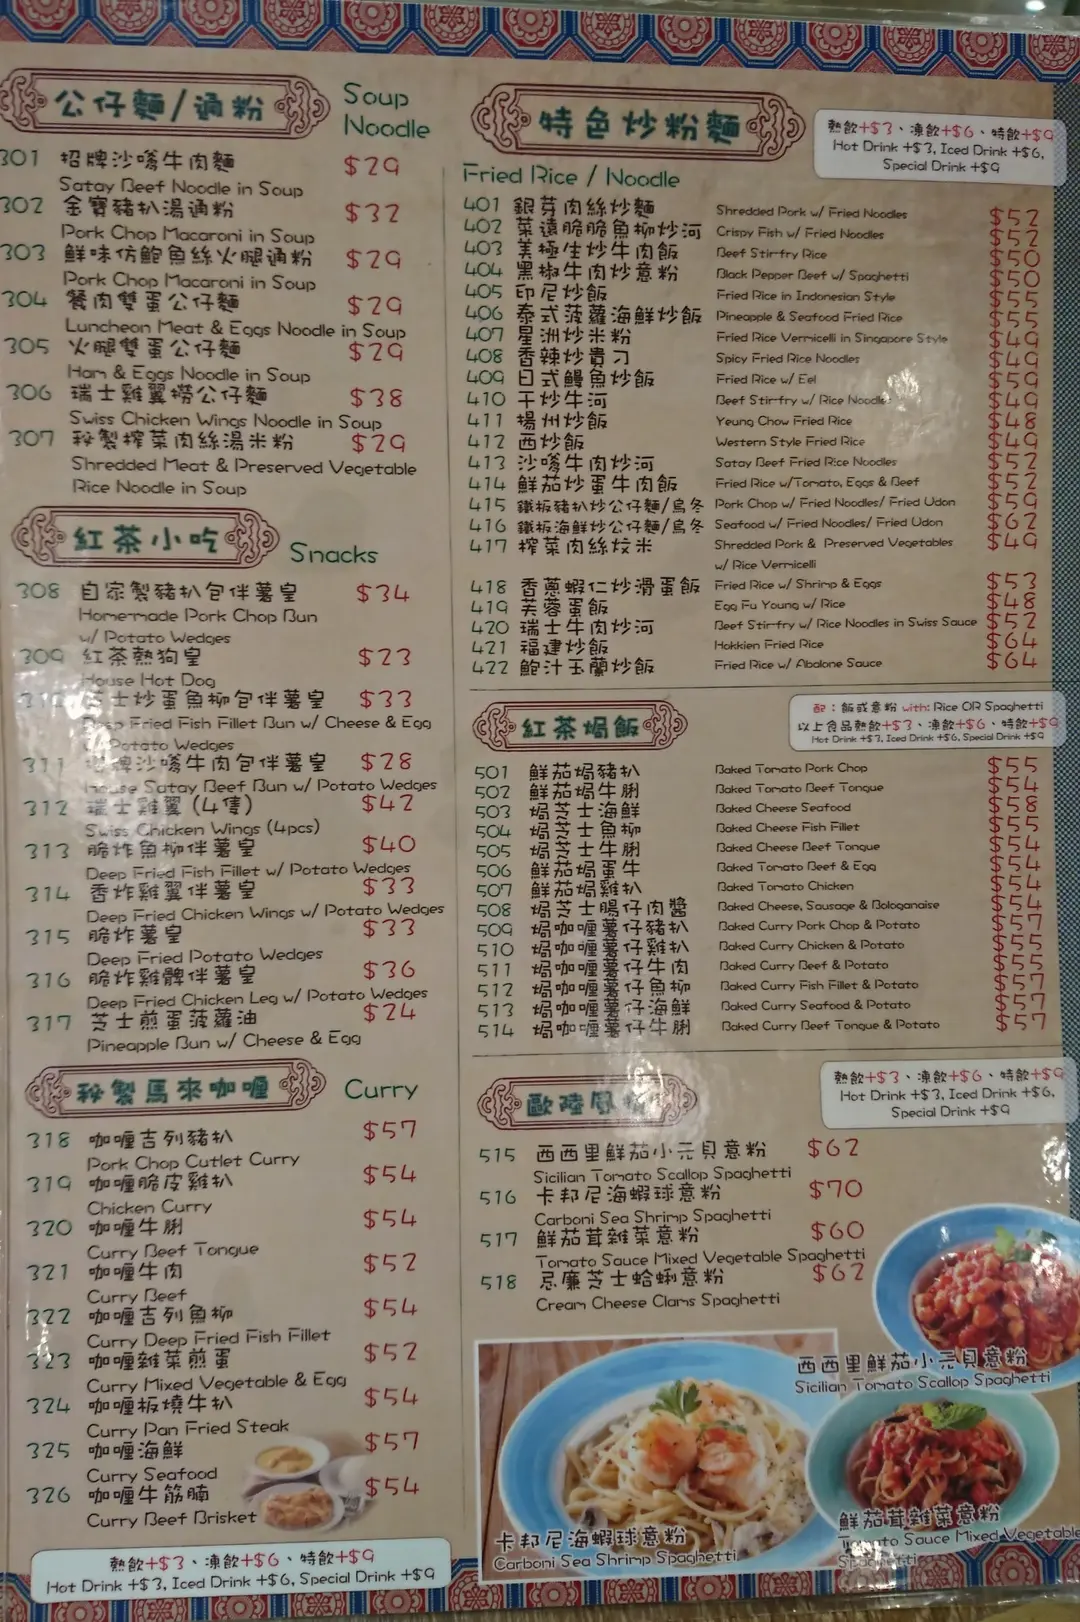 公仔麵/通粉
Soup
Noodle
301 招牌沙嗲牛肉麵 $29
Satay Beef Noodle in Soup
302 金寶豬扒湯通粉 $32
Pork Chop Macaroni in Soup
303 鮮味仿鮑魚絲火腿通粉 $29
Pork Chop Macaroni in Soup
304 餐肉雙蛋公仔麵 $29
Luncheon Meat & Eggs Noodle in Soup
305 火腿雙蛋公仔麵 $29
Ham & Eggs Noodle in Soup
306 瑞士雞翼撈公仔麵 $38
Swiss Chicken Wings Noodle in Soup
307 秘製榨菜肉絲湯米粉 $29
Shredded Meat & Preserved Vegetable
Rice Noodle in Soup
紅茶小吃 Snacks
308 自家製豬扒包伴薯皇 $34
Home-made Pork Chop Bun
w/ Potato Wedges
309 紅茶熱狗皇 $23
House Hot Dog
310 芝士炒蛋魚柳包伴薯皇 $33
Deep Fried Fish Fillet Bun w/ Cheese & Egg
w/ Potato Wedges
311 招牌沙嗲牛肉包伴薯皇 $28
House Satay Beef Bun w/ Potato Wedges
312 瑞士雞翼 (4隻) $42
Swiss Chicken Wings (4pcs)
313 脆炸魚柳伴薯皇 $40
Deep Fried Fish Fillet w/ Potato Wedges
314 香炸雞翼伴薯皇 $33
Deep Fried Chicken Wings w/ Potato Wedges
315 脆炸薯皇 $33
Deep Fried Potato Wedges
316 脆炸雞髀伴薯皇 $36
Deep Fried Chicken Leg w/ Potato Wedges
317 芝士煎蛋菠蘿油 $24
Pineapple Bun w/ Cheese & Egg
秘製馬來咖喱 Curry
318 咖喱吉列豬扒 $57
Pork Chop Cutlet Curry
319 咖喱脆皮雞扒 $54
Chicken Curry
320 咖喱牛脷 $54
Curry Beef Tongue
321 咖喱牛肉 $52
Curry Beef
322 咖喱吉列魚柳 $54
Curry Deep Fried Fish Fillet
323 咖喱雜菜煎蛋 $52
Curry Mixed Vegetable & Egg
324 咖喱板燒牛扒 $54
Curry Pan Fried Steak
325 咖喱海鮮 $57
Curry Seafood
326 咖喱牛筋腩 $54
Curry Beef Brisket
熱飲+$3、凍飲+$6、特飲+$9
Hot Drink +$3, Iced Drink +$6, Special Drink +$9
特色炒粉麵
Fried Rice / Noodle
熱飲+$3、凍飲+$6、特飲+$9
Hot Drink +$3, Iced Drink +$6,
Special Drink +$9
401 銀芽肉絲炒麵 Shredded Pork w/ Fried Noodles $52
402 菜遠脆脆魚柳炒河 Crispy Fish w/ Fried Noodles $52
403 美極生炒牛肉飯 Beef Stir-fry Rice $50
404 黑椒牛肉炒意粉 Black Pepper Beef w/ Spaghetti $50
405 印尼炒飯 Fried Rice in Indonesian Style $55
406 泰式菠蘿海鮮炒飯 Pineapple & Seafood Fried Rice $55
407 星洲炒米粉 Fried Rice Vermicelli in Singapore Style $49
408 香辣炒貴刁 Spicy Fried Rice Noodles $49
409 日式鰻魚炒飯 Fried Rice w/ Eel $59
410 干炒牛河 Beef Stir-fry w/ Rice Noodles $49
411 楊州炒飯 Yeung Chow Fried Rice $48
412 西炒飯 Western Style Fried Rice $49
413 沙嗲牛肉炒河 Satay Beef Fried Rice Noodles $52
414 鮮茄炒蛋牛肉飯 Fried Rice w/Tomato, Eggs & Beef $52
415 鐵板豬扒炒公仔麵/烏冬 Pork Chop w/ Fried Noodles/ Fried Udon $59
416 鐵板海鮮炒公仔麵/烏冬 Seafood w/ Fried Noodles/ Fried Udon $62
417 榨菜肉絲炆米 Shredded Pork & Preserved Vegetables $49
w/ Rice Vermicelli
418 香蔥蝦仁炒滑蛋飯 Fried Rice w/ Shrimp & Eggs $53
419 芙蓉蛋飯 Egg Fu Young w/ Rice $48
420 瑞士牛肉炒河 Beef Stir-fry w/ Rice Noodles in Swiss Sauce $52
421 福建炒飯 Hokkien Fried Rice $64
422 鮑汁玉蘭炒飯 Fried Rice w/ Abalone Sauce $64
紅茶焗飯
配：飯或意粉 with: Rice OR Spaghetti
以上食品熱飲+$3、凍飲+$6、特飲+$9
Hot Drink +$3, Iced Drink +$6, Special Drink +$9
501 鮮茄焗豬扒 Baked Tomato Pork Chop $55
502 鮮茄焗牛脷 Baked Tomato Beef Tongue $54
503 焗芝士海鮮 Baked Cheese Seafood $58
504 焗芝士魚柳 Baked Cheese Fish Fillet $55
505 焗芝士牛脷 Baked Cheese Beef Tongue $54
506 鮮茄焗蛋牛 Baked Tomato Beef & Egg $54
507 鮮茄焗雞扒 Baked Tomato Chicken $54
508 焗芝士腸仔肉醬 Baked Cheese, Sausage & Bologanaise $54
509 焗咖喱薯仔豬扒 Baked Curry Pork Chop & Potato $57
510 焗咖喱薯仔雞扒 Baked Curry Chicken & Potato $55
511 焗咖喱薯仔牛肉 Baked Curry Beef & Potato $55
512 焗咖喱薯仔魚柳 Baked Curry Fish Fillet & Potato $57
513 焗咖喱薯仔海鮮 Baked Curry Seafood & Potato $57
514 焗咖喱薯仔牛脷 Baked Curry Beef Tongue & Potato $57
歐陸風
熱飲+$3、凍飲+$6、特飲+$9
Hot Drink +$3, Iced Drink +$6,
Special Drink +$9
515 西西里鮮茄小元貝意粉 $62
Sicilian Tomato Scallop Spaghetti
516 卡邦尼海蝦球意粉 $70
Carboni Sea Shrimp Spaghetti
517 鮮茄茸雜菜意粉 $60
Tomato Sauce Mixed Vegetable Spaghetti
518 忌廉芝士蛤蜊意粉 $62
Cream Cheese Clams Spaghetti
西西里鮮茄小元貝意粉
Sicilian Tomato Scallop Spaghetti
卡邦尼海蝦球意粉
Carboni Sea Shrimp Spaghetti
鮮茄茸雜菜意粉
Tomato Sauce Mixed Vegetable
Spaghetti